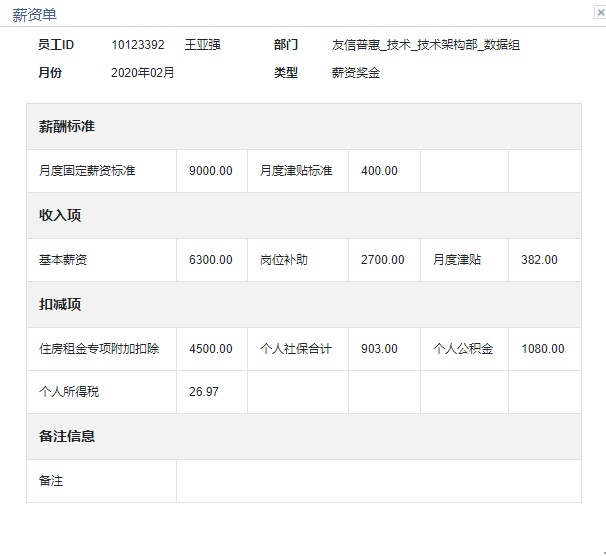 薪资单
员工ID 10123392 王亚强 部门 友信普惠_技术_技术架构部_数据组
月份 2020年02月 类型 薪资奖金
薪酬标准
月度固定薪资标准 9000.00 月度津贴标准 400.00
收入项
基本薪资 6300.00 岗位补助 2700.00 月度津贴 382.00
扣减项
住房租金专项附加扣除 4500.00 个人社保合计 903.00 个人公积金 1080.00
个人所得税 26.97
备注信息
备注